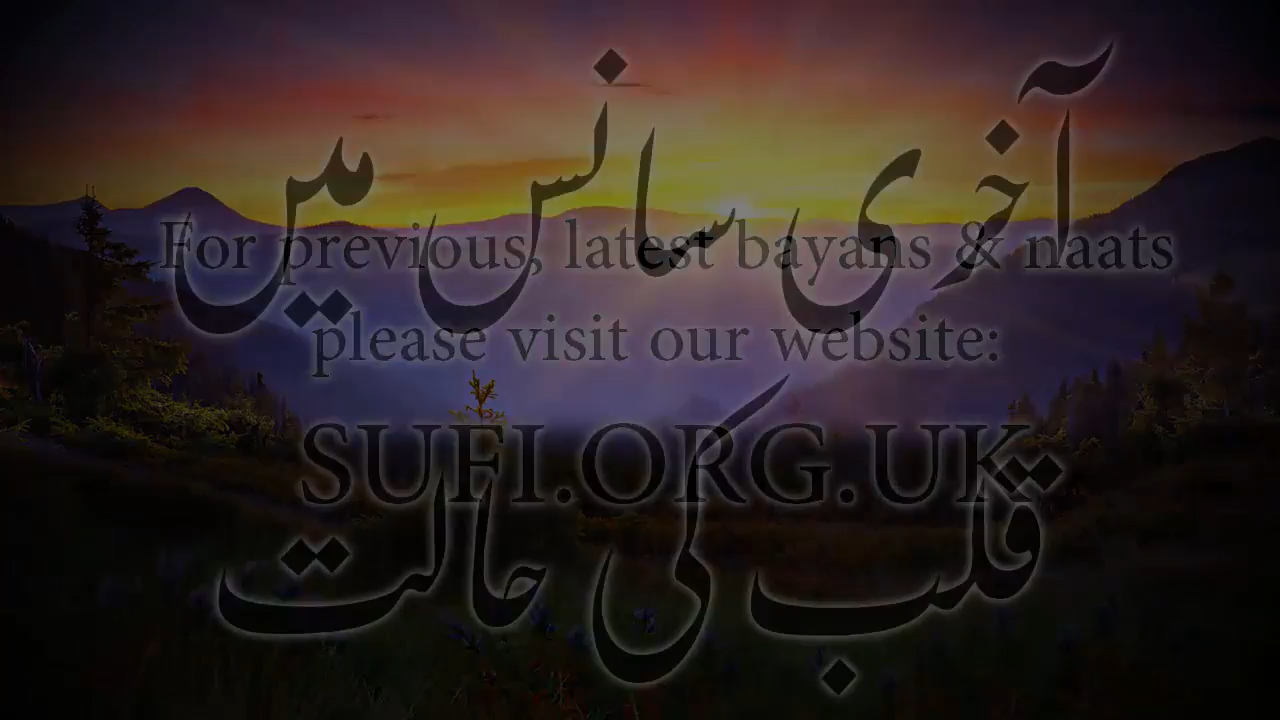 آخری سانس میں
For previous, latest bayans & naats
please visit our website:
SUFI.ORG.UK
قلب کی حالت